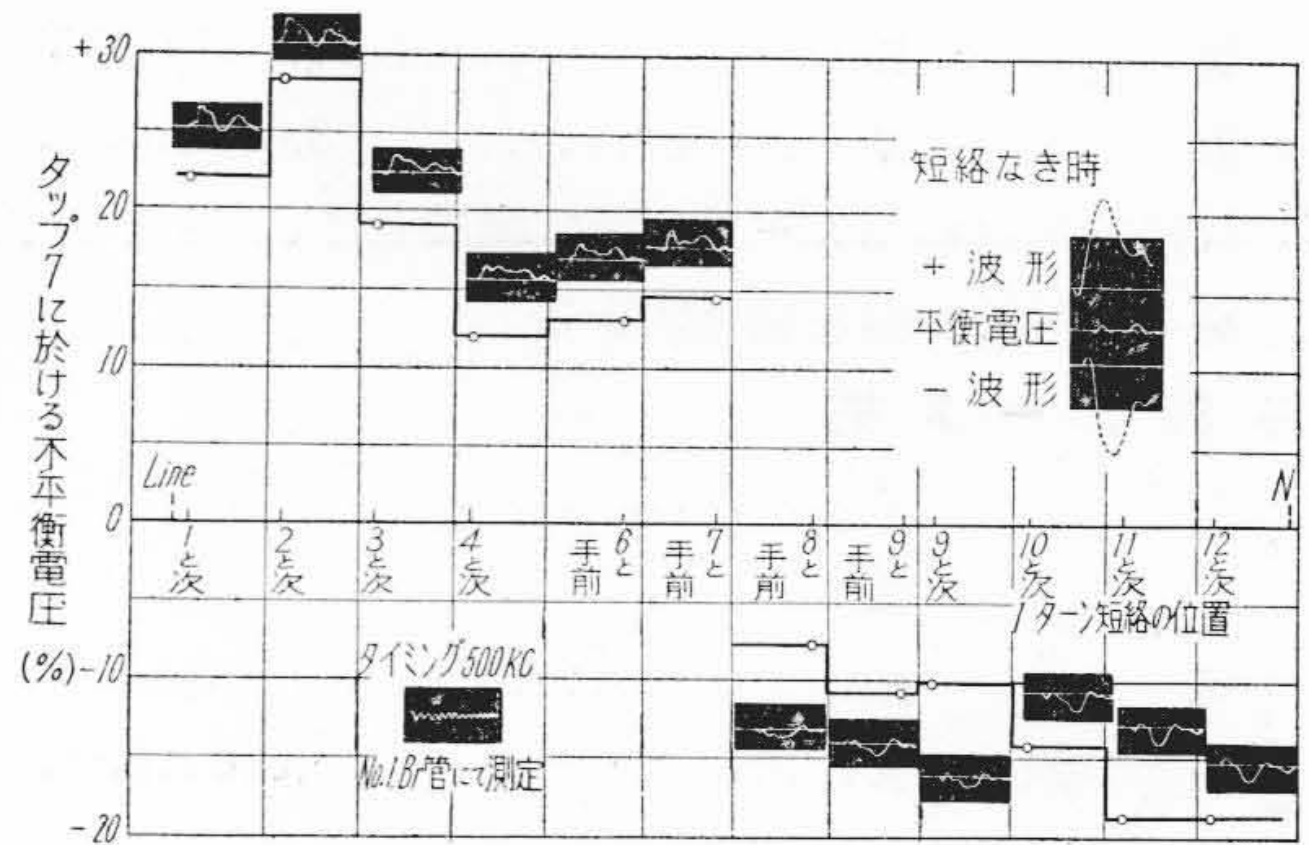 タップ7に於ける不平衡電圧
(%)
+30
20
10
0
-10
-20
Line
N
短絡なき時
+ 波形
平衡電圧
- 波形
1と次
2と次
3と次
4と次
6と手前
7と手前
8と手前
9と手前
9と次
10と次
11と次
12と次
1ターン短絡の位置
タイミング500KC
No.1.Br管にて測定